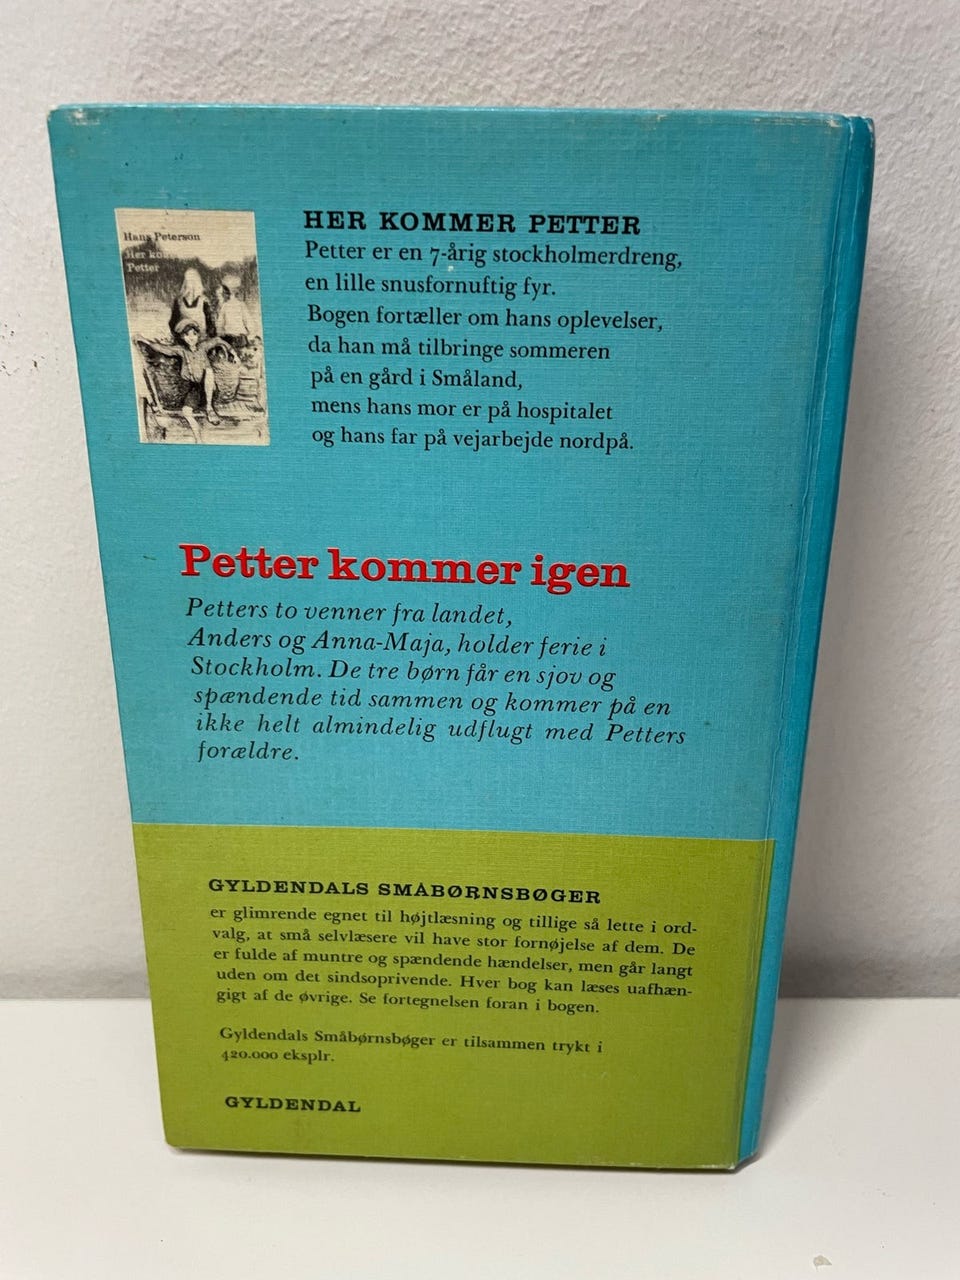 Hans Peterson
Her kommer
Petter
HER KOMMER PETTER
Petter er en 7-årig stockholmerdreng,
en lille snusfornuftig fyr.
Bogen fortæller om hans oplevelser,
da han må tilbringe sommeren
på en gård i Småland,
mens hans mor er på hospitalet
og hans far på vejarbejde nordpå.
Petter kommer igen
Petters to venner fra landet,
Anders og Anna-Maja, holder ferie i
Stockholm. De tre børn får en sjov og
spændende tid sammen og kommer på en
ikke helt almindelig udflugt med Petters
forældre.
GYLDENDALS SMÅBØRNSBØGER
er glimrende egnet til højtlæsning og tillige så lette i ord-
valg, at små selvlæsere vil have stor fornøjelse af dem. De
er fulde af muntre og spændende hændelser, men går langt
uden om det sindsoprivende. Hver bog kan læses uafhæn-
gigt af de øvrige. Se fortegnelsen foran i bogen.
Gyldendals Småbørnsbøger er tilsammen trykt i
420.000 eksplr.
GYLDENDAL